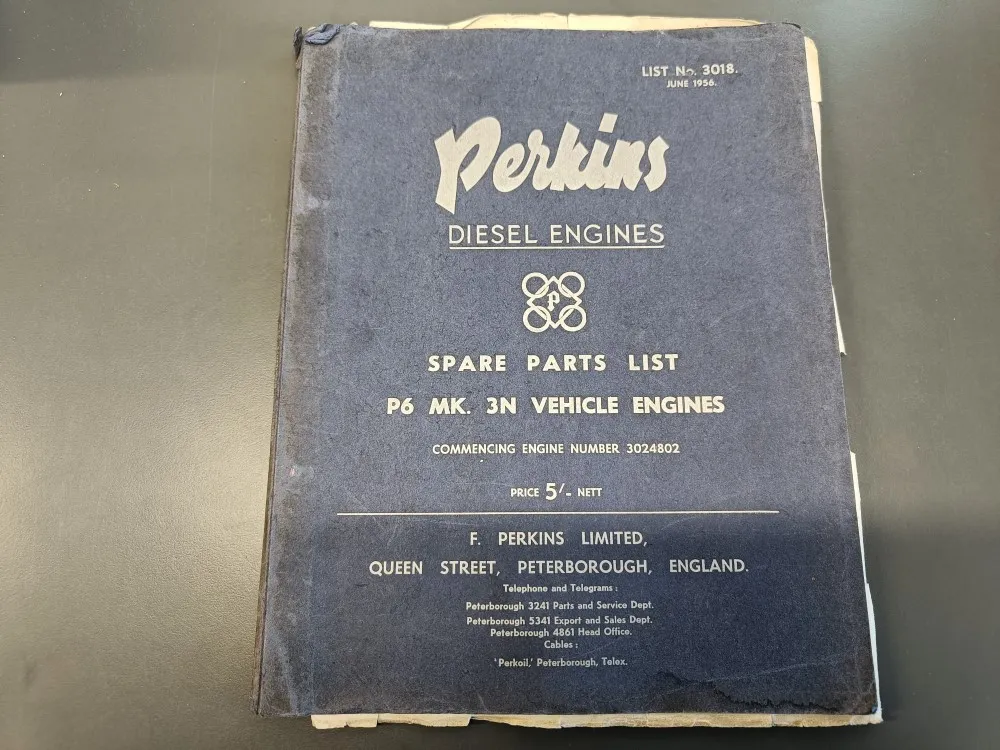 LIST No. 3018.
JUNE 1956.
Perkins
DIESEL ENGINES
P
SPARE PARTS LIST
P6 MK. 3N VEHICLE ENGINES
COMMENCING ENGINE NUMBER 3024802
PRICE 5/- NETT
F. PERKINS LIMITED,
QUEEN STREET, PETERBOROUGH, ENGLAND.
Telephone and Telegrams :
Peterborough 3241 Parts and Service Dept.
Peterborough 5341 Export and Sales Dept.
Peterborough 4861 Head Office.
Cables :
'Perkoil,' Peterborough, Telex.